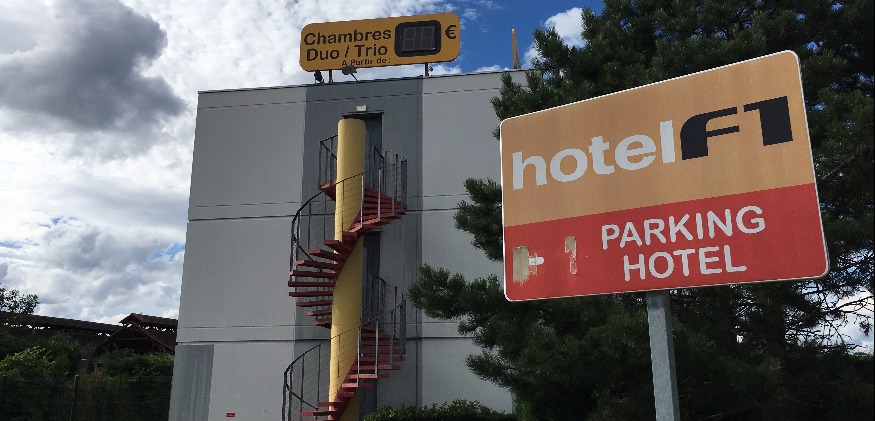 Chambres
Duo / Trio
A Partir de :
€
hotelF1
PARKING
HOTEL